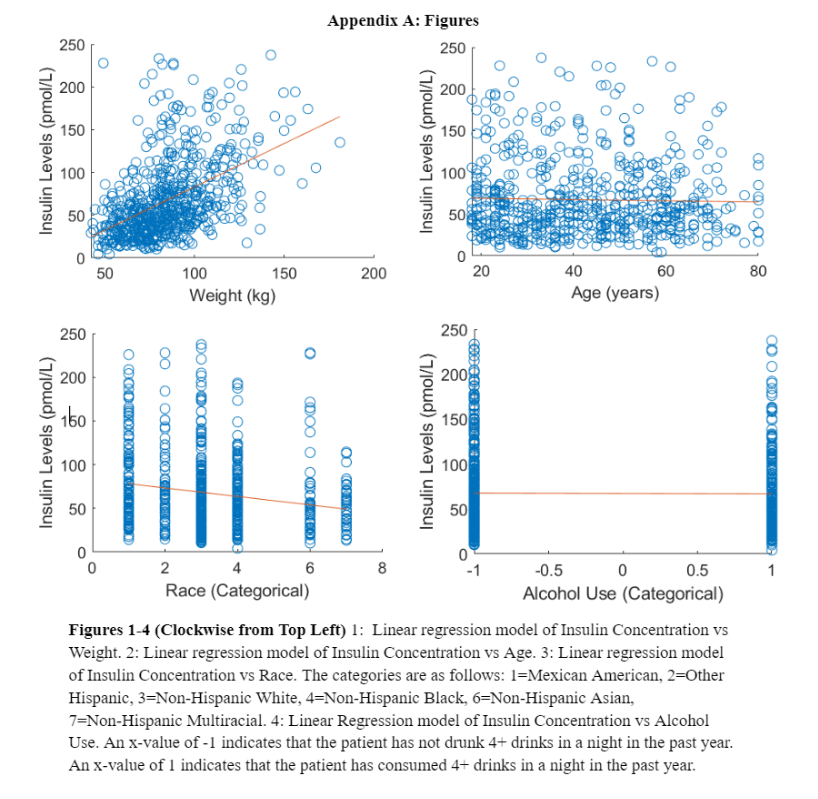 Appendix A: Figures
Insulin Levels (pmol/L)
250
200
150
100
50
0
50 100 150 200
Weight (kg)
Insulin Levels (pmol/L)
250
200
150
100
50
0
20 40 60 80
Age (years)
Insulin Levels (pmol/L)
250
200
150
100
50
0
0 2 4 6 8
Race (Categorical)
Insulin Levels (pmol/L)
250
200
150
100
50
0
-1 -0.5 0 0.5 1
Alcohol Use (Categorical)
Figures 1-4 (Clockwise from Top Left) 1: Linear regression model of Insulin Concentration vs
Weight. 2: Linear regression model of Insulin Concentration vs Age. 3: Linear regression model
of Insulin Concentration vs Race. The categories are as follows: 1=Mexican American, 2=Other
Hispanic, 3=Non-Hispanic White, 4=Non-Hispanic Black, 6=Non-Hispanic Asian,
7=Non-Hispanic Multiracial. 4: Linear Regression model of Insulin Concentration vs Alcohol
Use. An x-value of -1 indicates that the patient has not drunk 4+ drinks in a night in the past year.
An x-value of 1 indicates that the patient has consumed 4+ drinks in a night in the past year.